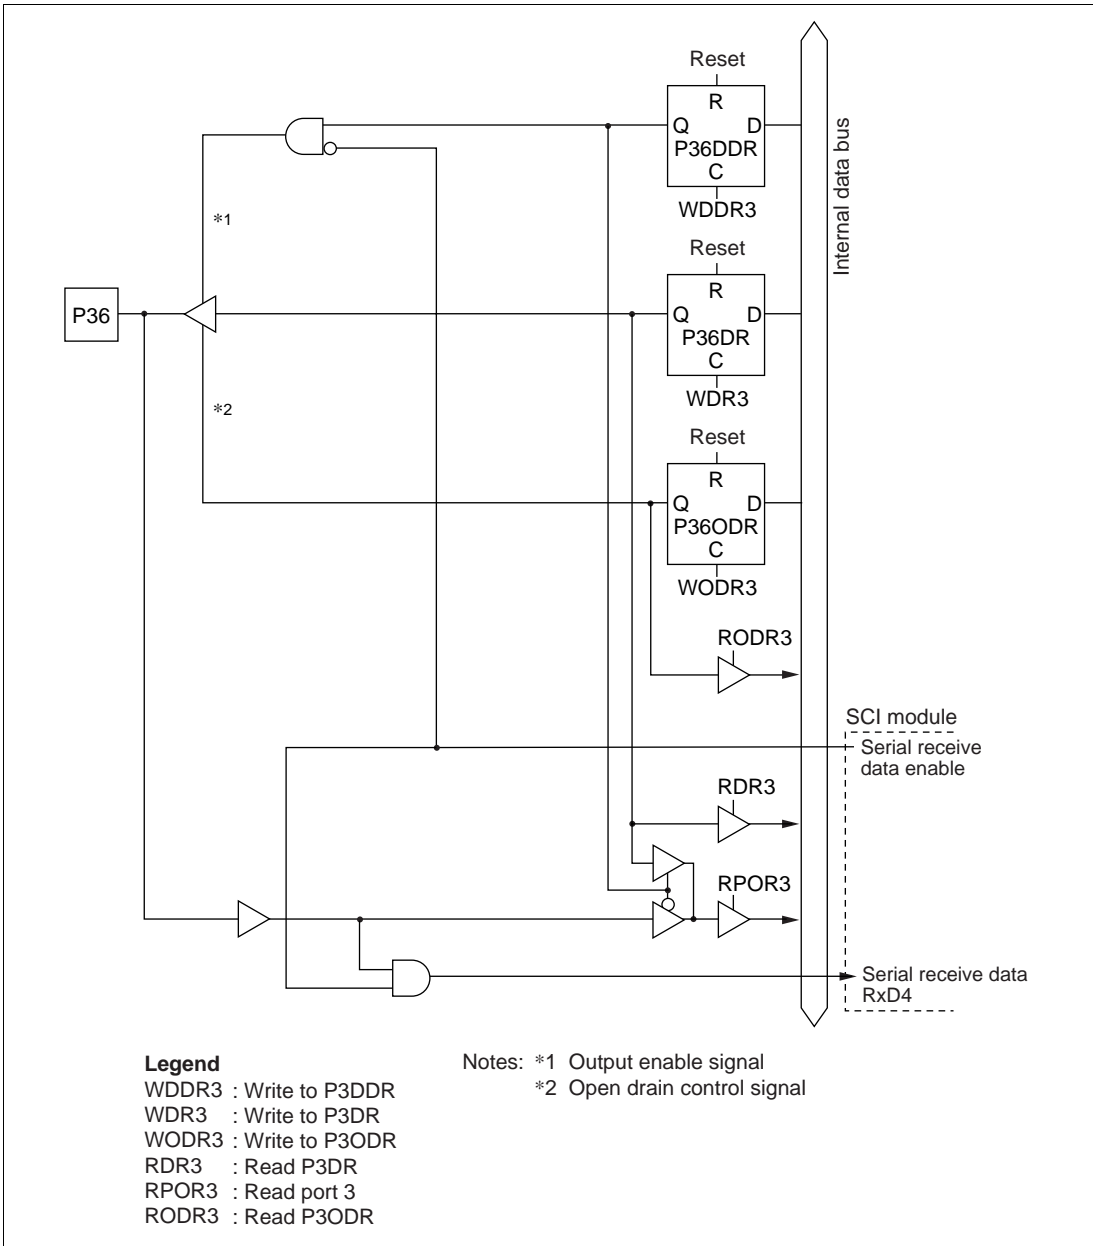 Reset
R
Q D
P36DDR
C
WDDR3
Internal data bus
*1
Reset
R
P36
Q D
P36DR
C
WDR3
*2
Reset
R
Q D
P36ODR
C
WODR3
RODR3
SCI module
Serial receive
data enable
RDR3
RPOR3
Serial receive data
RxD4
Legend
WDDR3 : Write to P3DDR
WDR3 : Write to P3DR
WODR3 : Write to P3ODR
RDR3 : Read P3DR
RPOR3 : Read port 3
RODR3 : Read P3ODR
Notes: *1 Output enable signal
*2 Open drain control signal